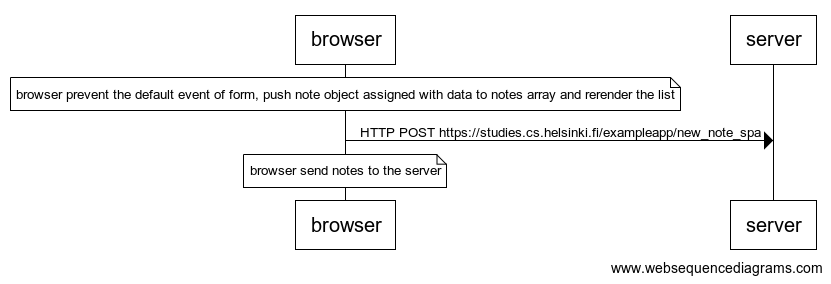 browser
server
browser prevent the default event of form, push note object assigned with data to notes array and rerender the list
HTTP POST https://studies.cs.helsinki.fi/exampleapp/new_note_spa
browser send notes to the server
browser
server
www.websequencediagrams.com